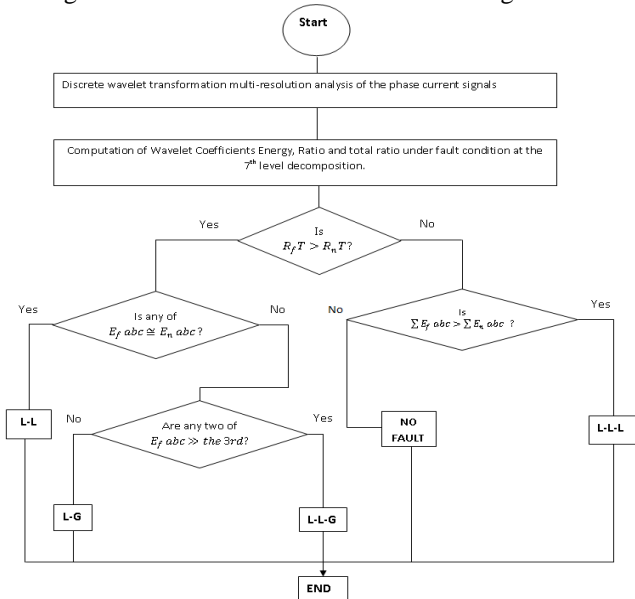 Start
Discrete wavelet transformation multi-resolution analysis of the phase current signals
Computation of Wavelet Coefficients Energy, Ratio and total ratio under fault condition at the
7th level decomposition.
Yes
Is
R_f T > R_n T?
No
Yes
Is any of
E_f abc ≅ E_n abc ?
No
No
Is
∑ E_f abc > ∑ E_n abc ?
Yes
L-L
No
Are any two of
E_f abc ≫ the 3rd?
Yes
NO
FAULT
L-L-L
L-G
L-L-G
END